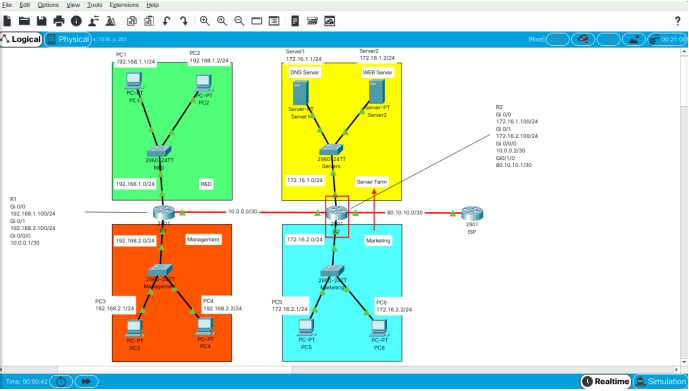 File Edit Options View Tools Extensions Help
?
Logical Physical x: 1578, y: 201 [Root] 00:21:00
PC1
192.168.1.1/24
PC2
192.168.1.2/24
Server1
172.16.1.1/24
Server2
172.16.1.2/24
DNS Server
WEB Server
PC-PT
PC1
PC-PT
PC2
Server-PT
Server1
Server-PT
Server2
R2
Gi 0/0
172.16.1.100/24
Gi 0/1
172.16.2.100/24
Gi 0/0/0
10.0.0.2/30
Gi0/1/0
80.10.10.1/30
2960-24TT
R&D
2960-24TT
Servers
192.168.1.0/24
R&D
172.16.1.0/24
Server Farm
R1
Gi 0/0
192.168.1.100/24
Gi 0/1
192.168.2.100/24
Gi 0/0/0
10.0.0.1/30
10.0.0.0/30
80.10.10.0/30
2901
2901
R2
2901
ISP
192.168.2.0/24
Management
172.16.2.0/24
Marketing
2960-24TT
Management
2960-24TT
Marketing
PC3
192.168.2.1/24
PC4
192.168.2.2/24
PC5
172.16.2.1/24
PC6
172.16.2.2/24
PC-PT
PC3
PC-PT
PC4
PC-PT
PC5
PC-PT
PC6
Time: 00:00:42
Realtime Simulation